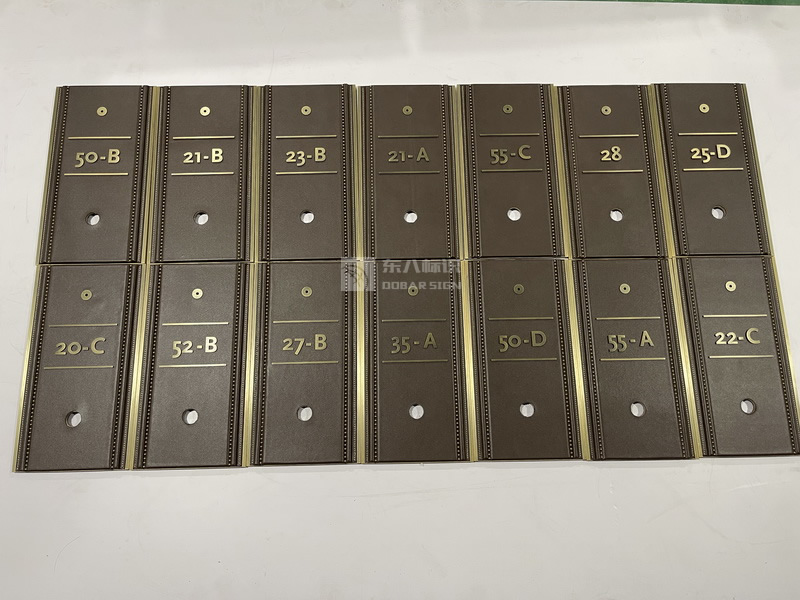 50-B
21-B
23-B
21-A
55-C
28
25-D
东八标识
DOBAR SIGN
20-C
52-B
27-B
35-A
50-D
55-A
22-C